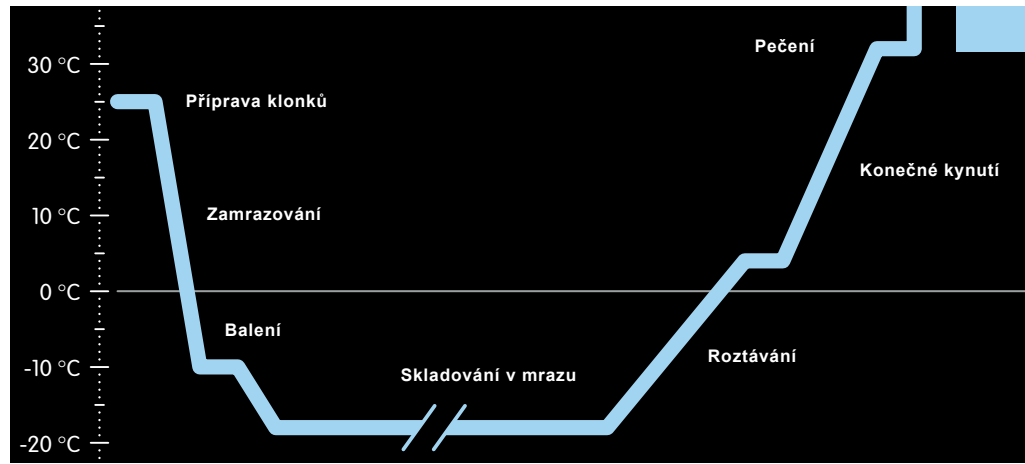 Pečení
30 °C
Příprava klonků
20 °C
Konečné kynutí
Zamrazování
10 °C
0 °C
Balení
Roztávání
-10 °C
Skladování v mrazu
-20 °C